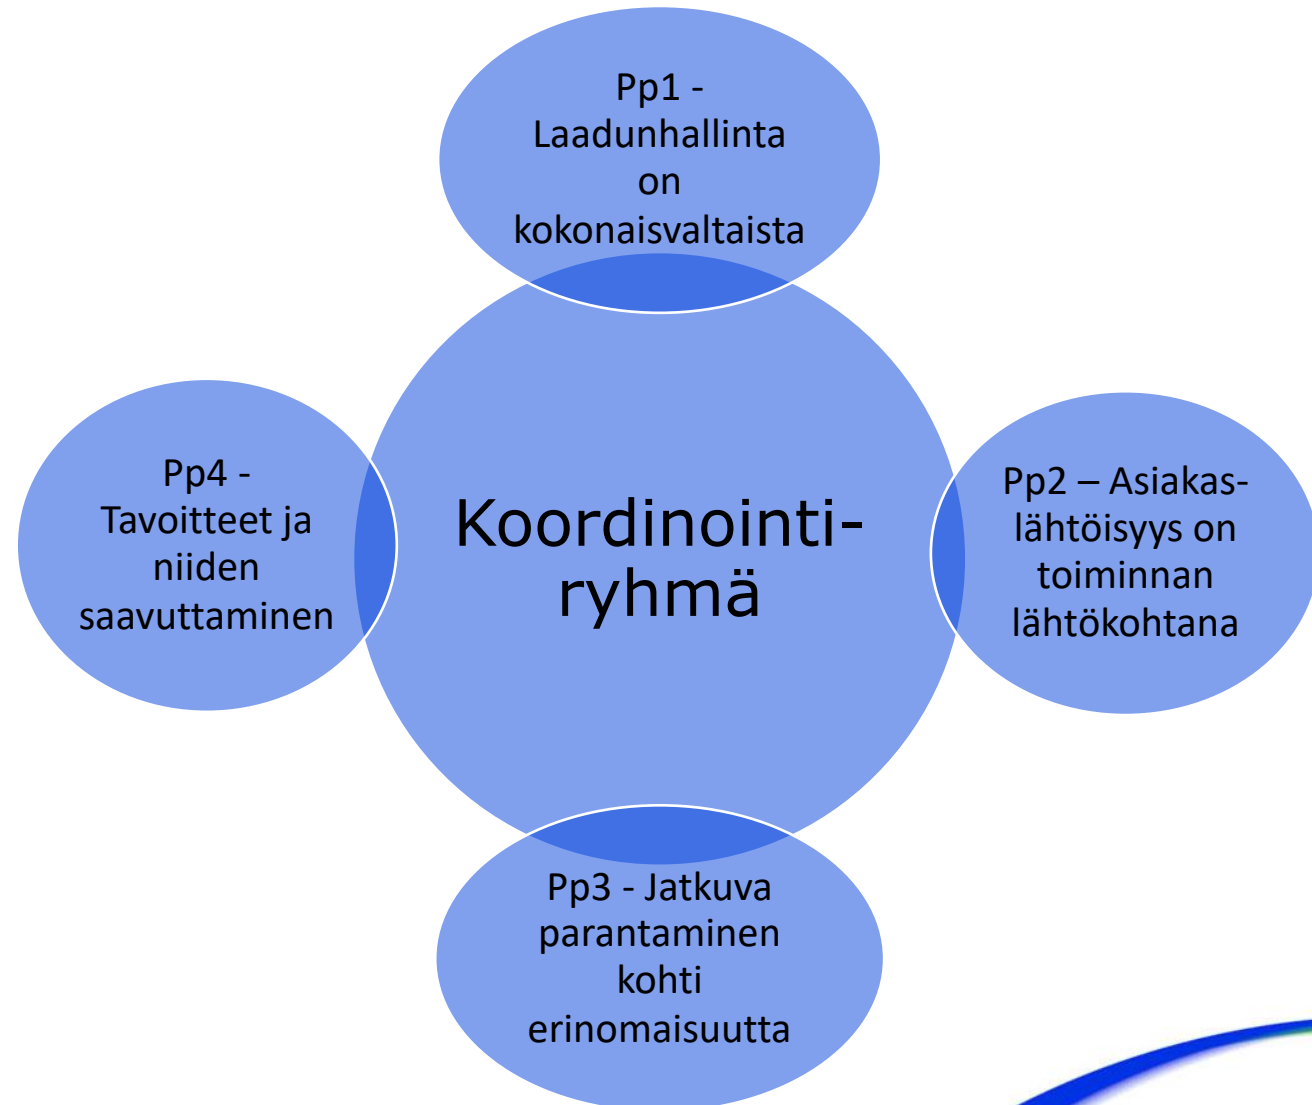 Pp1 -
Laadunhallinta
on
kokonaisvaltaista
Pp4 -
Tavoitteet ja
niiden
saavuttaminen
Koordinointi-
ryhmä
Pp2 – Asiakas-
lähtöisyys on
toiminnan
lähtökohtana
Pp3 - Jatkuva
parantaminen
kohti
erinomaisuutta